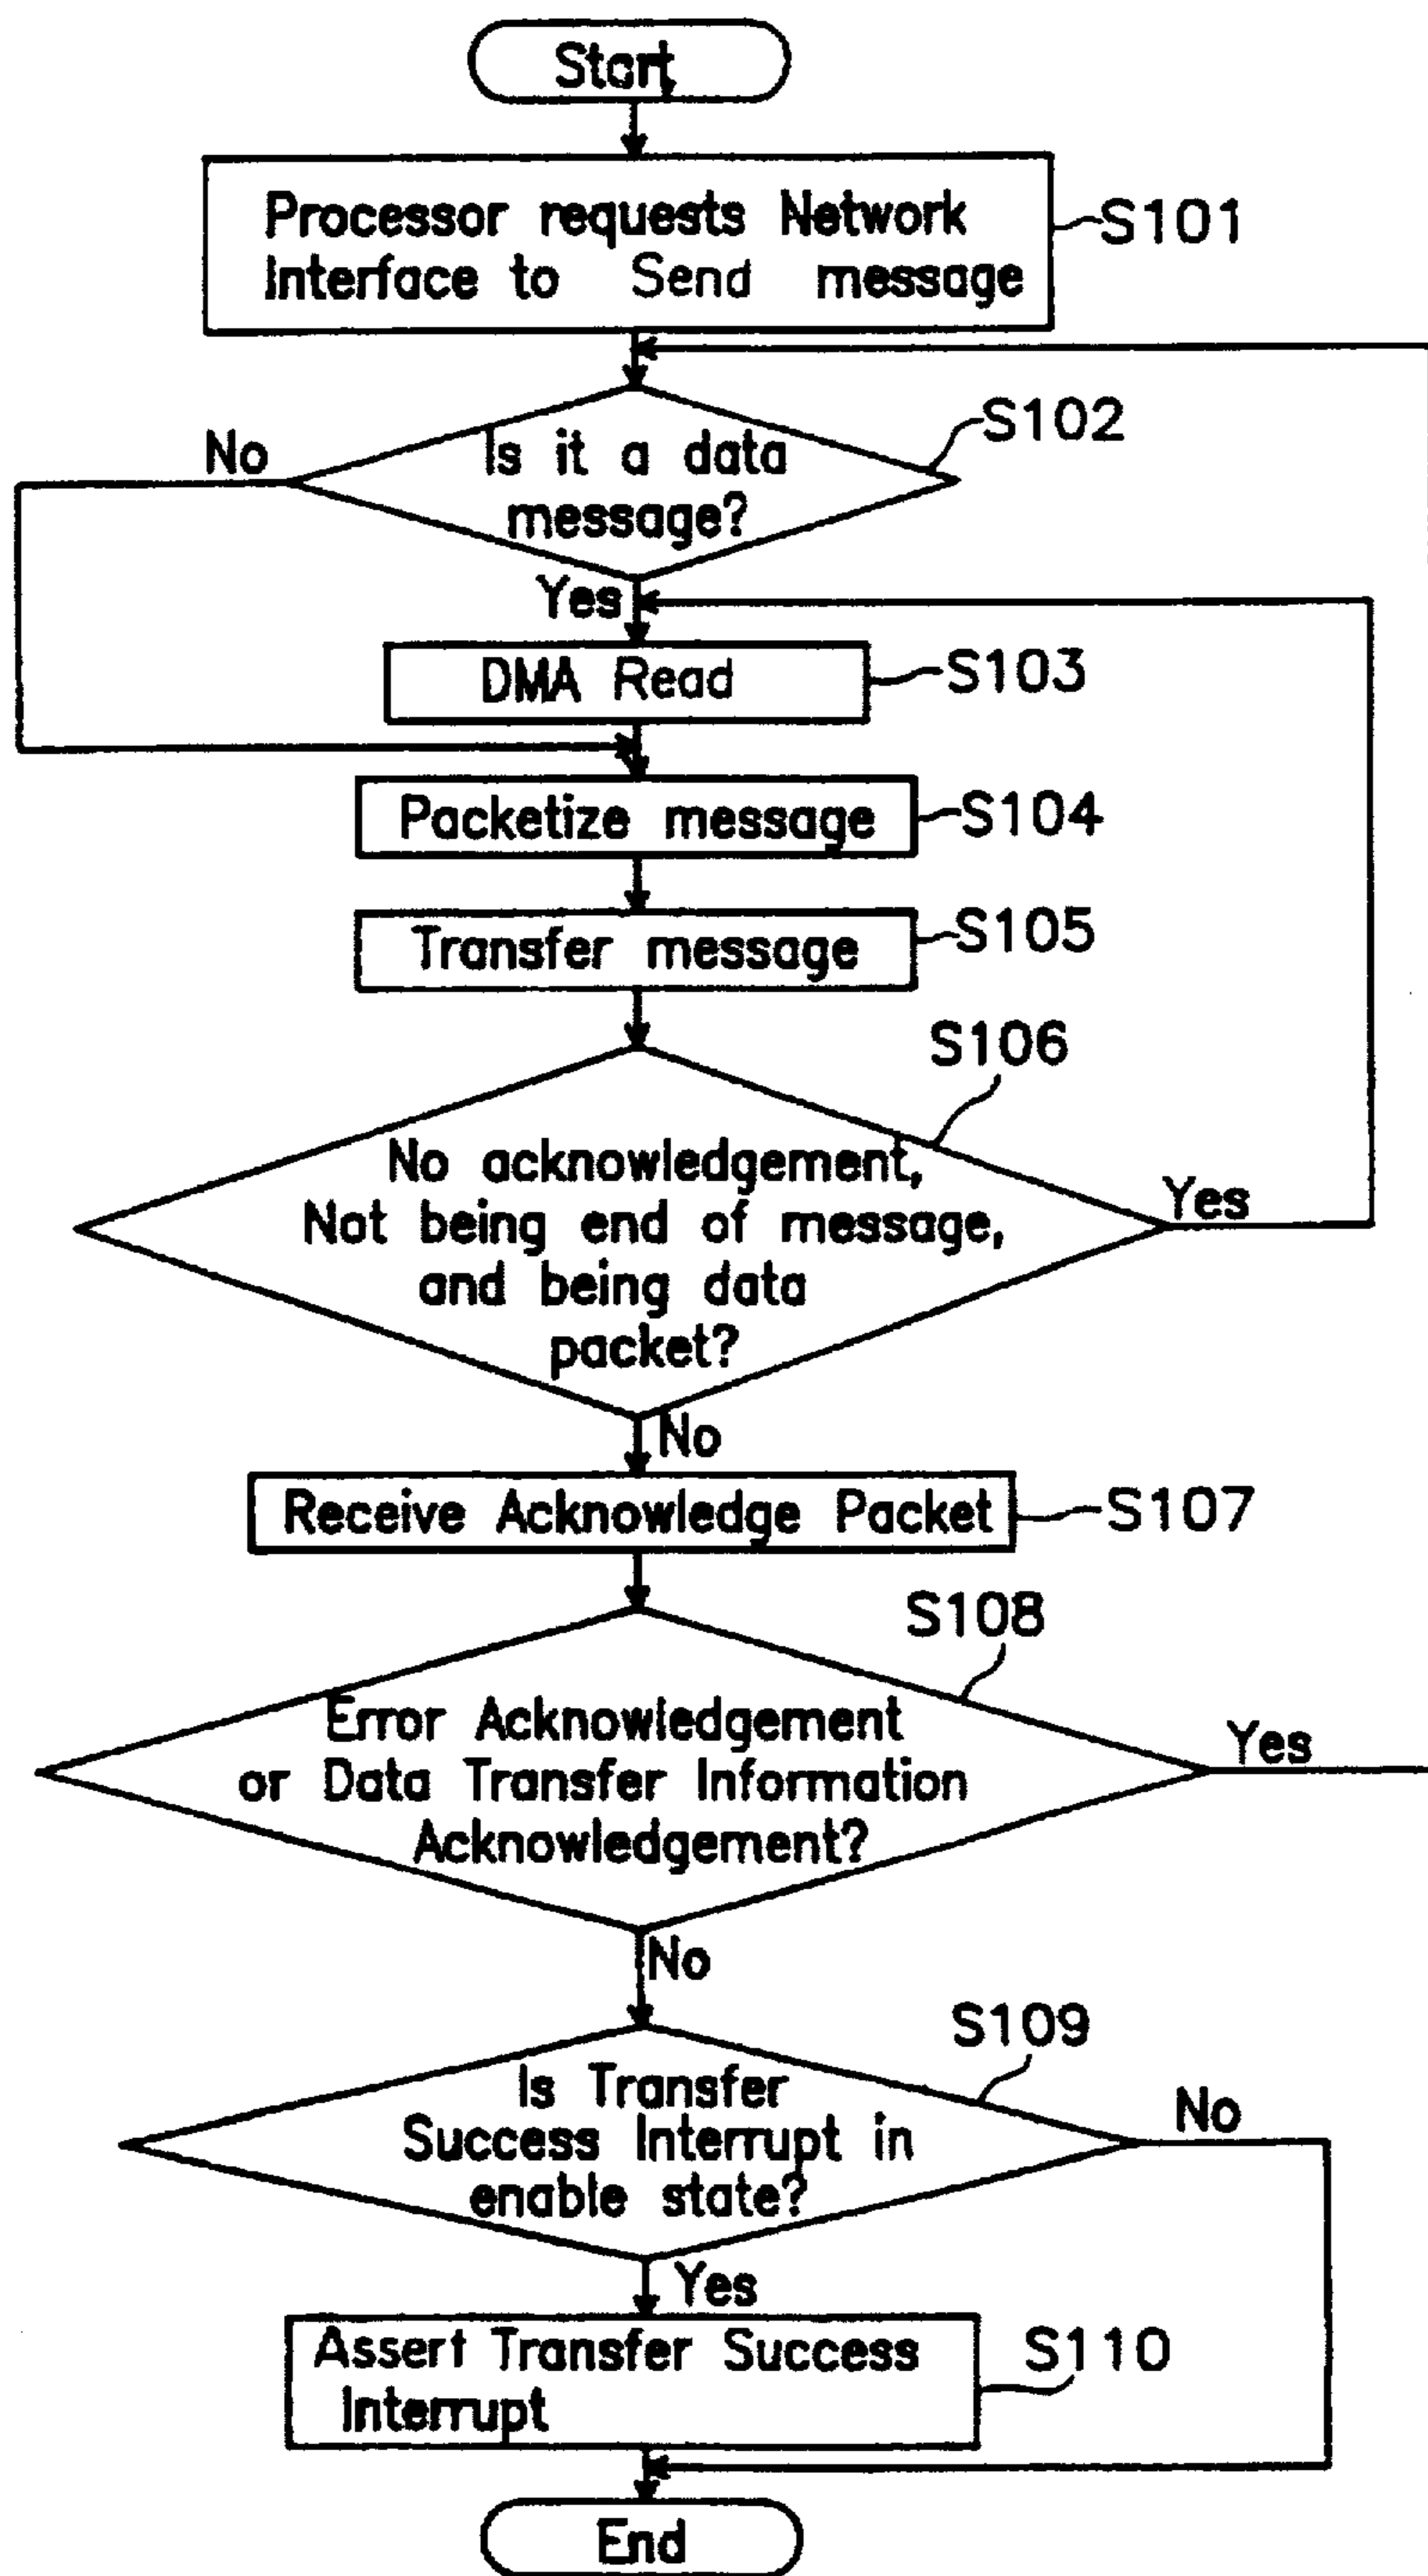 Start
Processor requests Network
Interface to Send message
S101
Is it a data
message?
S102
No
Yes
DMA Read
S103
Packetize message
S104
Transfer message
S105
S106
No acknowledgement,
Not being end of message,
and being data
packet?
Yes
No
Receive Acknowledge Packet
S107
S108
Error Acknowledgement
or Data Transfer Information
Acknowledgement?
Yes
No
S109
Is Transfer
Success Interrupt in
enable state?
No
Yes
Assert Transfer Success
Interrupt
S110
End